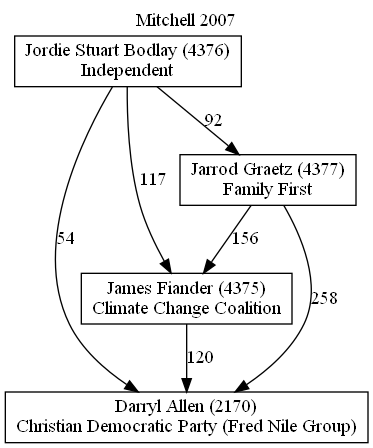 Mitchell 2007
Jordie Stuart Bodlay (4376)
Independent
92
Jarrod Graetz (4377)
Family First
117
54
156
258
James Fiander (4375)
Climate Change Coalition
120
Darryl Allen (2170)
Christian Democratic Party (Fred Nile Group)